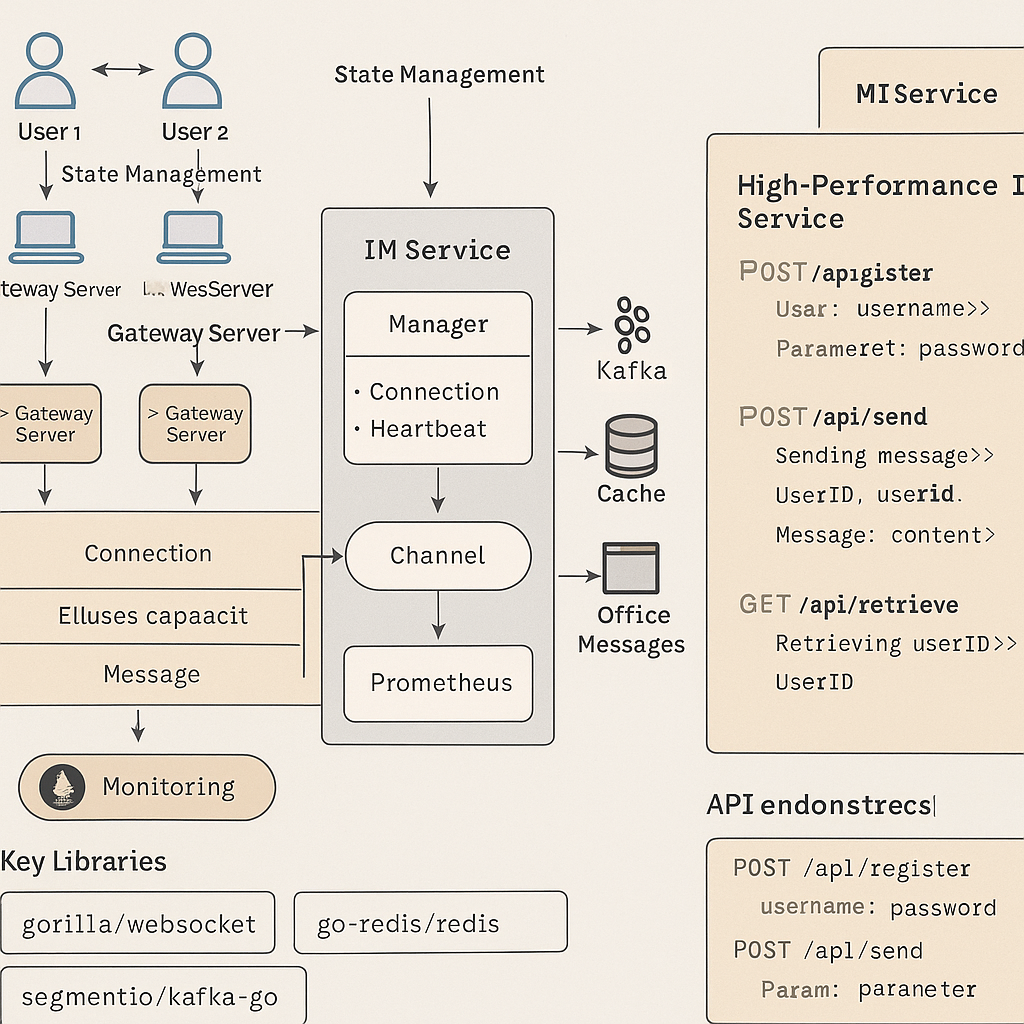 User 1
User 2
State Management
teway Server
WesServer
Gateway Server
> Gateway
Server
> Gateway
Server
Connection
Elluses capaacit
Message
Monitoring
State Management
IM Service
Manager
• Connection
• Heartbeat
Channel
Prometheus
Kafka
Cache
Office
Messages
Key Libraries
gorilla/websocket
go-redis/redis
segmentio/kafka-go
MIService
High-Performance I
Service
POST /apıgister
Usar: username>>
Parameret: password
POST /api/send
Sending message>>
UserID, userid.
Message: content>
GET /api/retrieve
Retrieving userID>>
UserID
API endonstrecs|
POST /apl/register
username: password
POST /apl/send
Param: paraneter